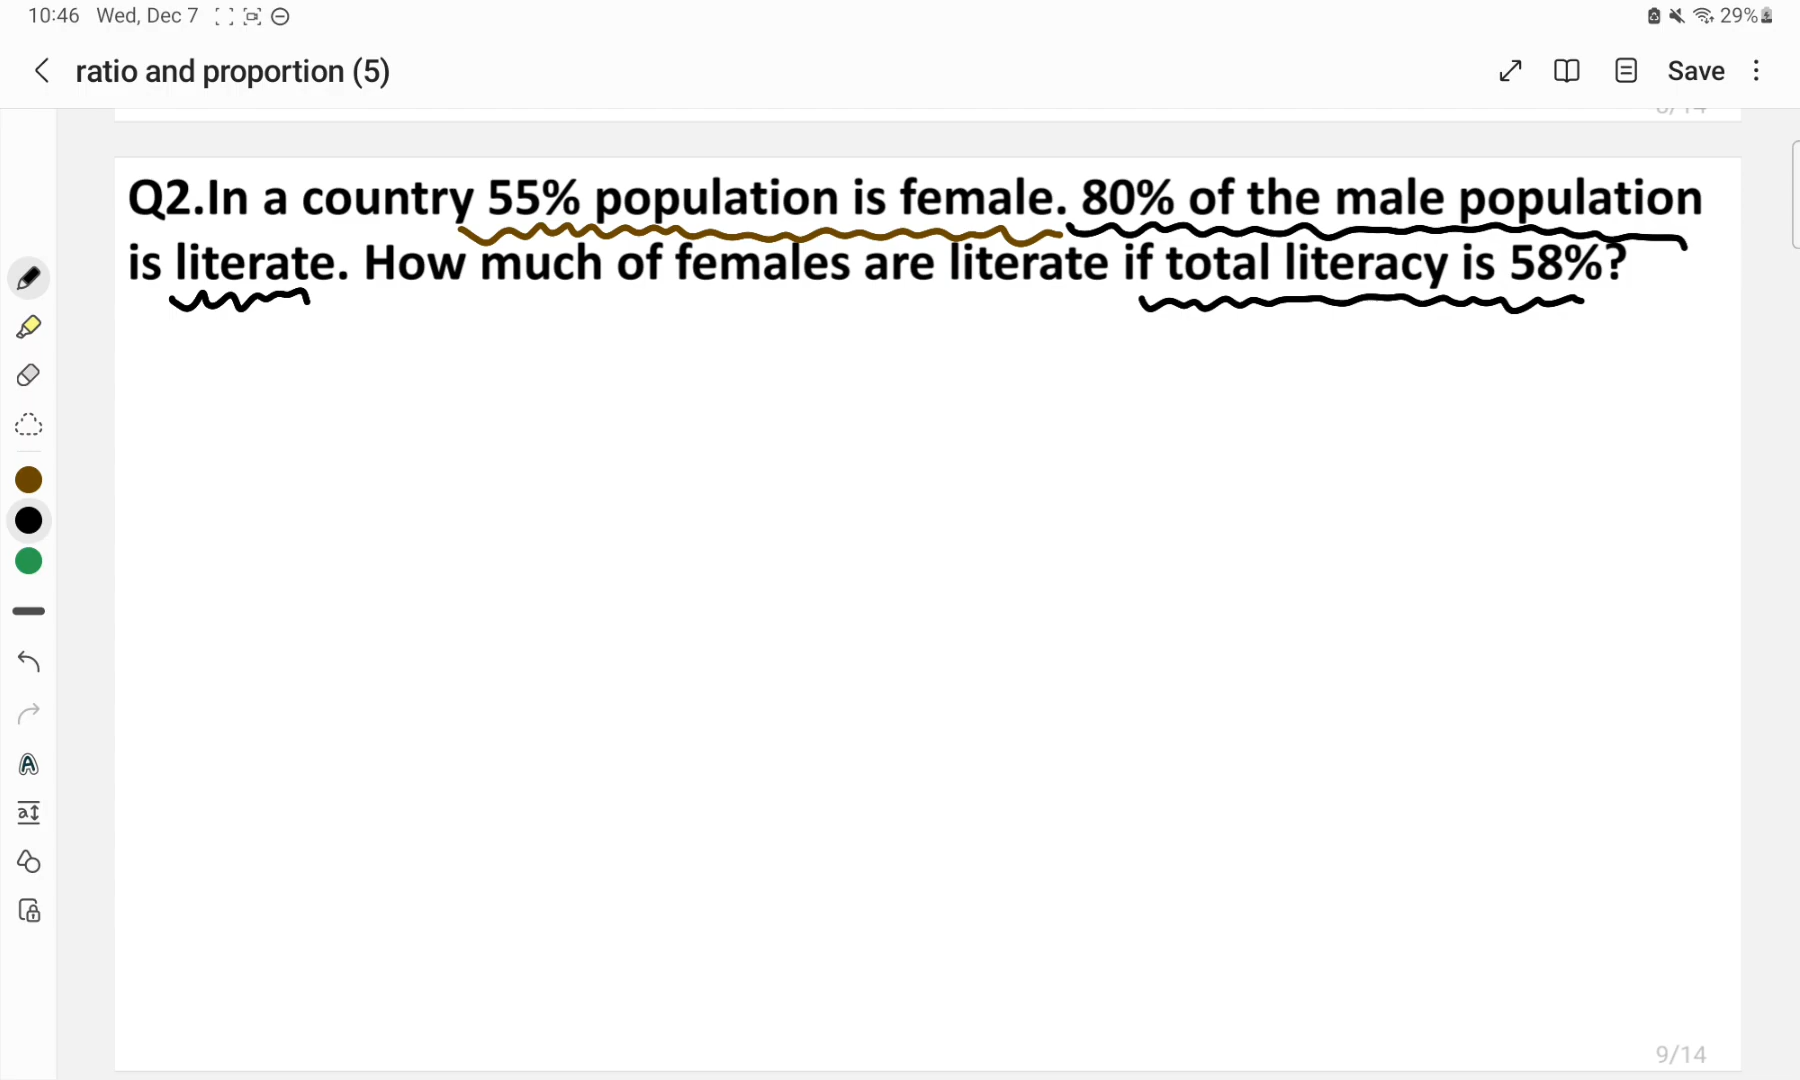 10:46 Wed, Dec 7 29%
ratio and proportion (5) Save
Q2.In a country 55% population is female. 80% of the male population
is literate. How much of females are literate if total literacy is 58%?
9/14